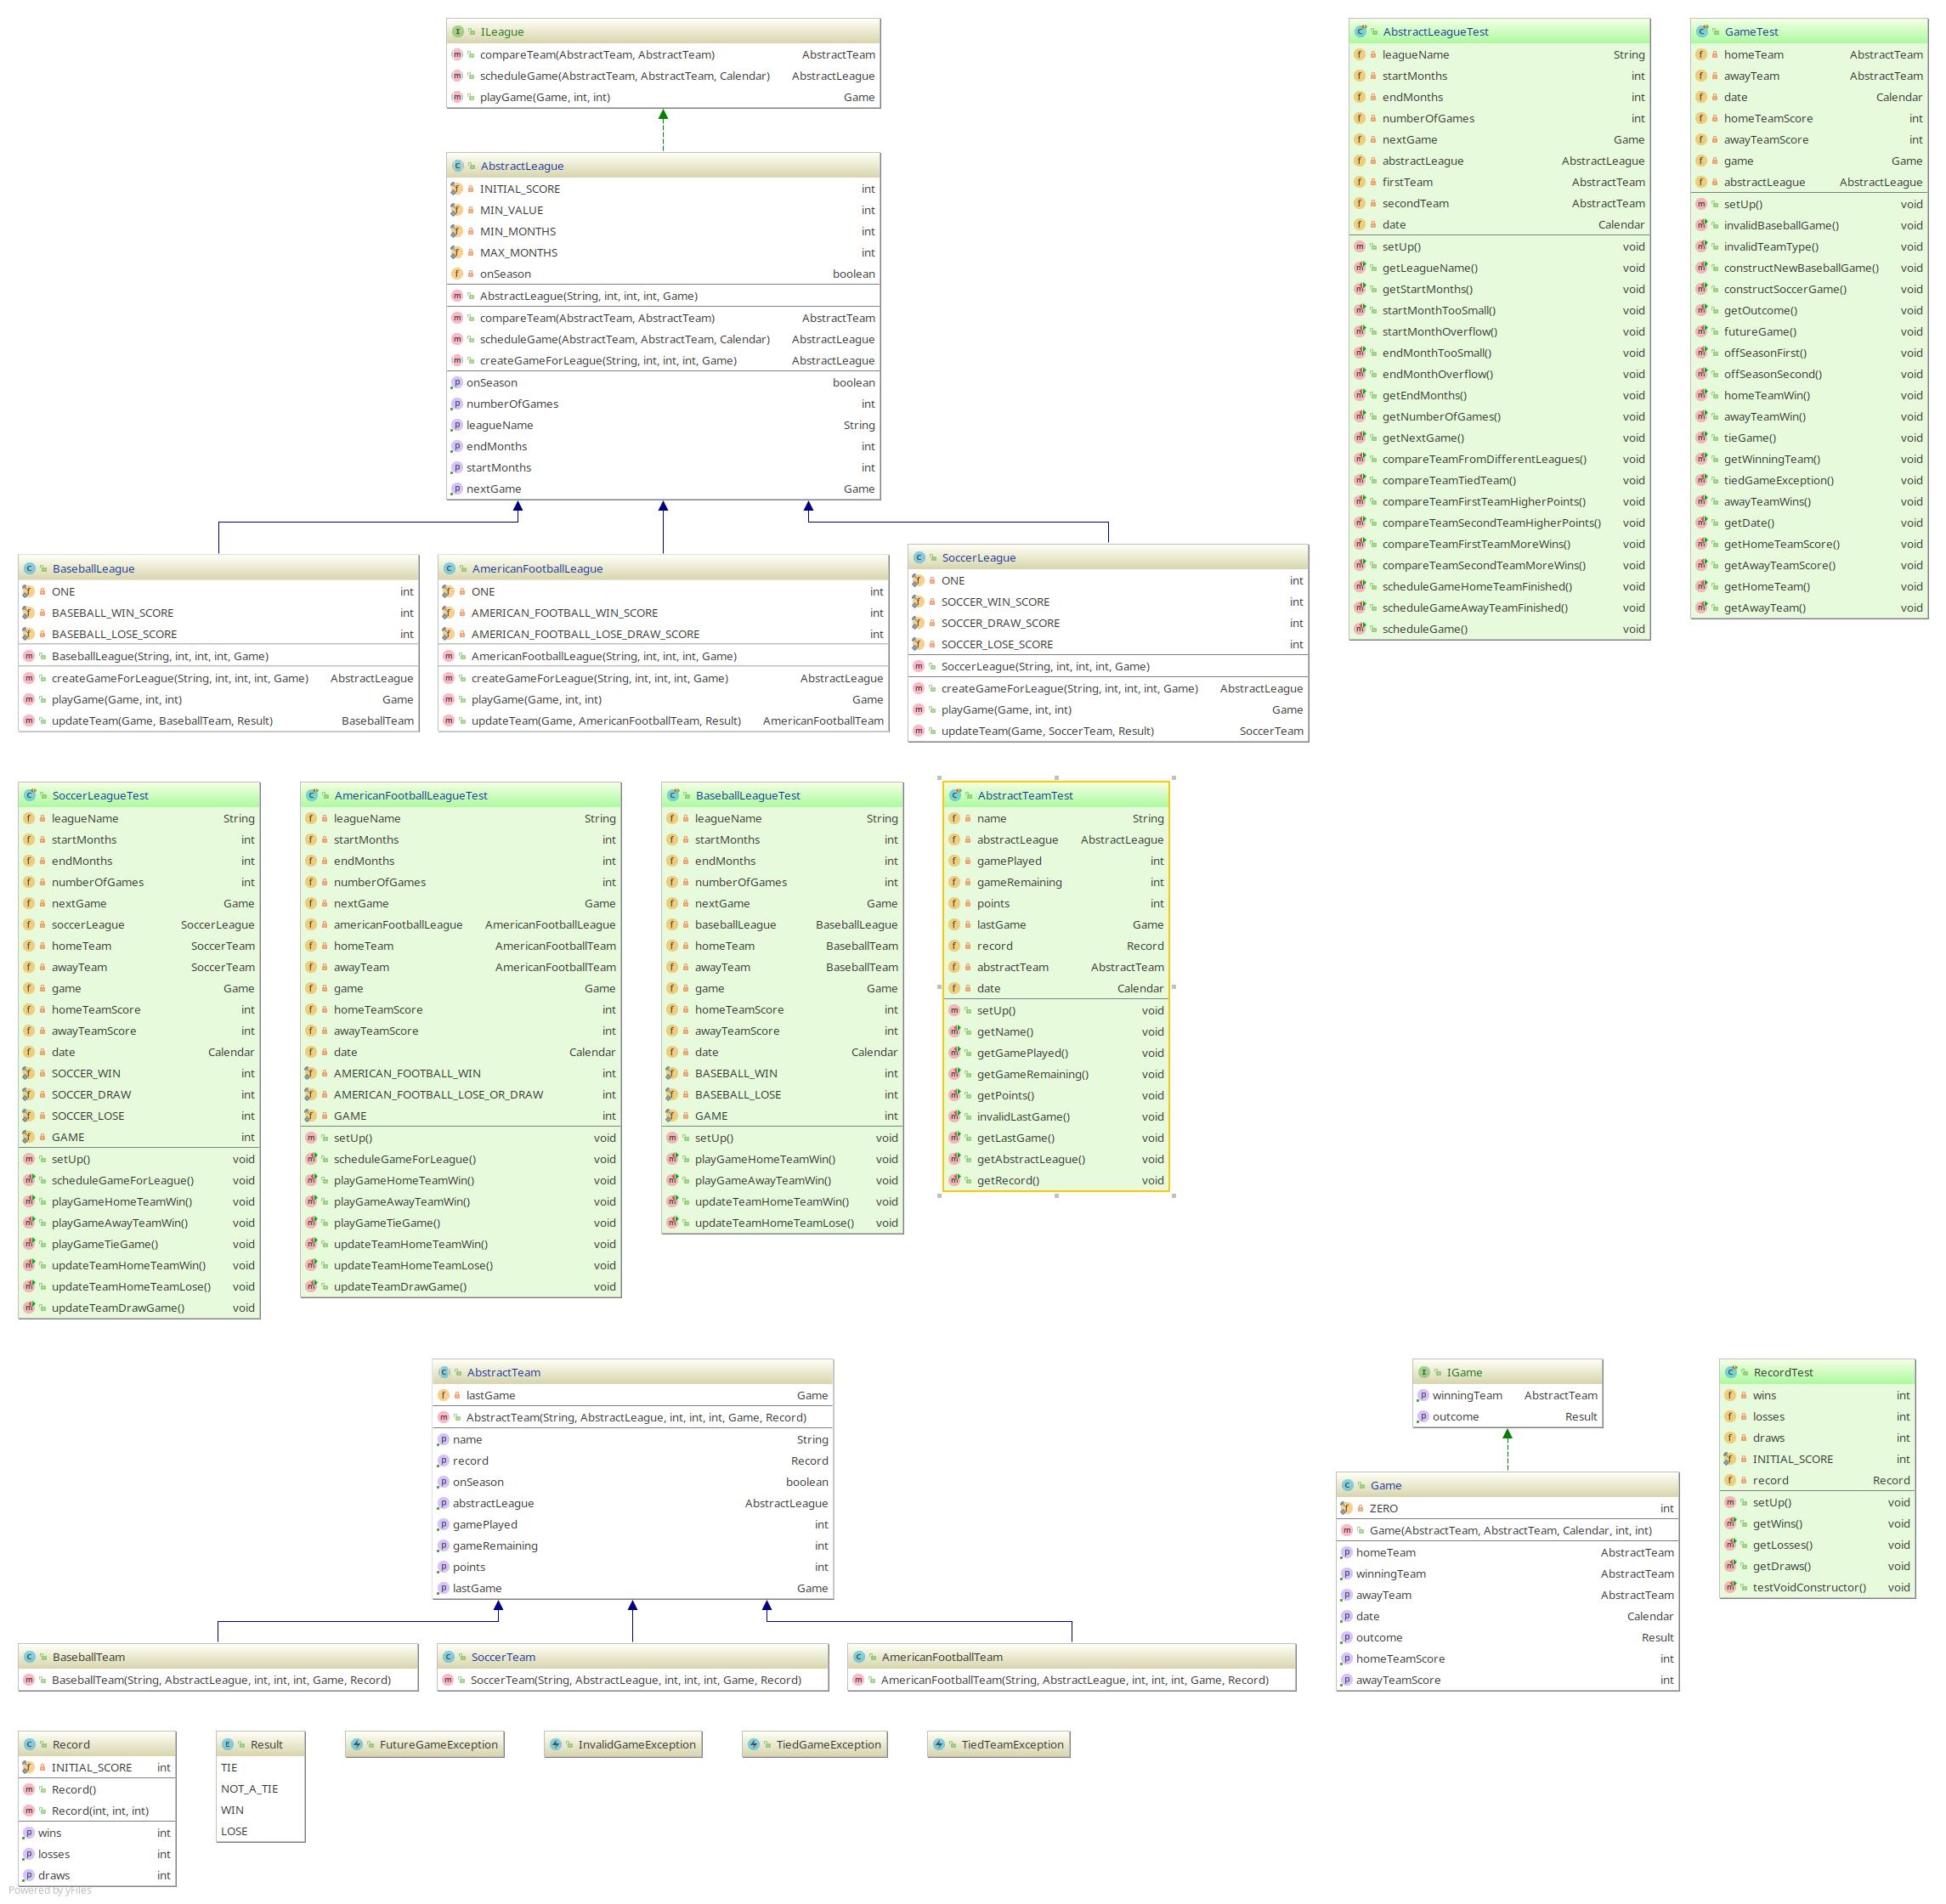 ILeague
compareTeam(AbstractTeam, AbstractTeam) AbstractTeam
scheduleGame(AbstractTeam, AbstractTeam, Calendar) AbstractLeague
playGame(Game, int, int) Game
AbstractLeague
INITIAL_SCORE int
MIN_VALUE int
MIN_MONTHS int
MAX_MONTHS int
onSeason boolean
AbstractLeague(String, int, int, int, Game)
compareTeam(AbstractTeam, AbstractTeam) AbstractTeam
scheduleGame(AbstractTeam, AbstractTeam, Calendar) AbstractLeague
createGameForLeague(String, int, int, int, Game) AbstractLeague
onSeason boolean
numberOfGames int
leagueName String
endMonths int
startMonths int
nextGame Game
AbstractLeagueTest
leagueName String
startMonths int
endMonths int
numberOfGames int
nextGame Game
abstractLeague AbstractLeague
firstTeam AbstractTeam
secondTeam AbstractTeam
date Calendar
setUp() void
getLeagueName() void
getStartMonths() void
startMonthTooSmall() void
startMonthOverflow() void
endMonthTooSmall() void
endMonthOverflow() void
getEndMonths() void
getNumberOfGames() void
getNextGame() void
compareTeamFromDifferentLeagues() void
compareTeamTiedTeam() void
compareTeamFirstTeamHigherPoints() void
compareTeamSecondTeamHigherPoints() void
compareTeamFirstTeamMoreWins() void
compareTeamSecondTeamMoreWins() void
scheduleGameHomeTeamFinished() void
scheduleGameAwayTeamFinished() void
scheduleGame() void
GameTest
homeTeam AbstractTeam
awayTeam AbstractTeam
date Calendar
homeTeamScore int
awayTeamScore int
game Game
abstractLeague AbstractLeague
setUp() void
invalidBaseballGame() void
invalidTeamType() void
constructNewBaseballGame() void
constructSoccerGame() void
getOutcome() void
futureGame() void
offSeasonFirst() void
offSeasonSecond() void
homeTeamWin() void
awayTeamWin() void
tieGame() void
getWinningTeam() void
tiedGameException() void
awayTeamWins() void
getDate() void
getHomeTeamScore() void
getAwayTeamScore() void
getHomeTeam() void
getAwayTeam() void
BaseballLeague
ONE int
BASEBALL_WIN_SCORE int
BASEBALL_LOSE_SCORE int
BaseballLeague(String, int, int, int, Game)
createGameForLeague(String, int, int, int, Game) AbstractLeague
playGame(Game, int, int) Game
updateTeam(Game, BaseballTeam, Result) BaseballTeam
AmericanFootballLeague
ONE int
AMERICAN_FOOTBALL_WIN_SCORE int
AMERICAN_FOOTBALL_LOSE_DRAW_SCORE int
AmericanFootballLeague(String, int, int, int, Game)
createGameForLeague(String, int, int, int, Game) AbstractLeague
playGame(Game, int, int) Game
updateTeam(Game, AmericanFootballTeam, Result) AmericanFootballTeam
SoccerLeague
ONE int
SOCCER_WIN_SCORE int
SOCCER_DRAW_SCORE int
SOCCER_LOSE_SCORE int
SoccerLeague(String, int, int, int, Game)
createGameForLeague(String, int, int, int, Game) AbstractLeague
playGame(Game, int, int) Game
updateTeam(Game, SoccerTeam, Result) SoccerTeam
SoccerLeagueTest
leagueName String
startMonths int
endMonths int
numberOfGames int
nextGame Game
soccerLeague SoccerLeague
homeTeam SoccerTeam
awayTeam SoccerTeam
game Game
homeTeamScore int
awayTeamScore int
date Calendar
SOCCER_WIN int
SOCCER_DRAW int
SOCCER_LOSE int
GAME int
setUp() void
scheduleGameForLeague() void
playGameHomeTeamWin() void
playGameAwayTeamWin() void
playGameTieGame() void
updateTeamHomeTeamWin() void
updateTeamHomeTeamLose() void
updateTeamDrawGame() void
AmericanFootballLeagueTest
leagueName String
startMonths int
endMonths int
numberOfGames int
nextGame Game
americanFootballLeague AmericanFootballLeague
homeTeam AmericanFootballTeam
awayTeam AmericanFootballTeam
game Game
homeTeamScore int
awayTeamScore int
date Calendar
AMERICAN_FOOTBALL_WIN int
AMERICAN_FOOTBALL_LOSE_OR_DRAW int
GAME int
setUp() void
scheduleGameForLeague() void
playGameHomeTeamWin() void
playGameAwayTeamWin() void
playGameTieGame() void
updateTeamHomeTeamWin() void
updateTeamHomeTeamLose() void
updateTeamDrawGame() void
BaseballLeagueTest
leagueName String
startMonths int
endMonths int
numberOfGames int
nextGame Game
baseballLeague BaseballLeague
homeTeam BaseballTeam
awayTeam BaseballTeam
game Game
homeTeamScore int
awayTeamScore int
date Calendar
BASEBALL_WIN int
BASEBALL_LOSE int
GAME int
setUp() void
playGameHomeTeamWin() void
playGameAwayTeamWin() void
updateTeamHomeTeamWin() void
updateTeamHomeTeamLose() void
AbstractTeamTest
name String
abstractLeague AbstractLeague
gamePlayed int
gameRemaining int
points int
lastGame Game
record Record
abstractTeam AbstractTeam
date Calendar
setUp() void
getName() void
getGamePlayed() void
getGameRemaining() void
getPoints() void
invalidLastGame() void
getLastGame() void
getAbstractLeague() void
getRecord() void
AbstractTeam
lastGame Game
AbstractTeam(String, AbstractLeague, int, int, int, Game, Record)
name String
record Record
onSeason boolean
abstractLeague AbstractLeague
gamePlayed int
gameRemaining int
points int
lastGame Game
IGame
winningTeam AbstractTeam
outcome Result
Game
ZERO int
Game(AbstractTeam, AbstractTeam, Calendar, int, int)
homeTeam AbstractTeam
winningTeam AbstractTeam
awayTeam AbstractTeam
date Calendar
outcome Result
homeTeamScore int
awayTeamScore int
RecordTest
wins int
losses int
draws int
INITIAL_SCORE int
record Record
setUp() void
getWins() void
getLosses() void
getDraws() void
testVoidConstructor() void
BaseballTeam
BaseballTeam(String, AbstractLeague, int, int, int, Game, Record)
SoccerTeam
SoccerTeam(String, AbstractLeague, int, int, int, Game, Record)
AmericanFootballTeam
AmericanFootballTeam(String, AbstractLeague, int, int, int, Game, Record)
Record
INITIAL_SCORE int
Record()
Record(int, int, int)
wins int
losses int
draws int
Result
TIE
NOT_A_TIE
WIN
LOSE
FutureGameException
InvalidGameException
TiedGameException
TiedTeamException
Powered by yFiles